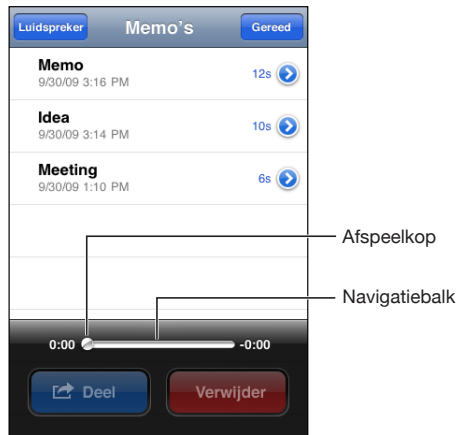 Luidspreker Memo's Gereed
Memo
9/30/09 3:16 PM
12s
Idea
9/30/09 3:14 PM
10s
Meeting
9/30/09 1:10 PM
6s
Afspeelkop
Navigatiebalk
0:00 -0:00
Deel Verwijder